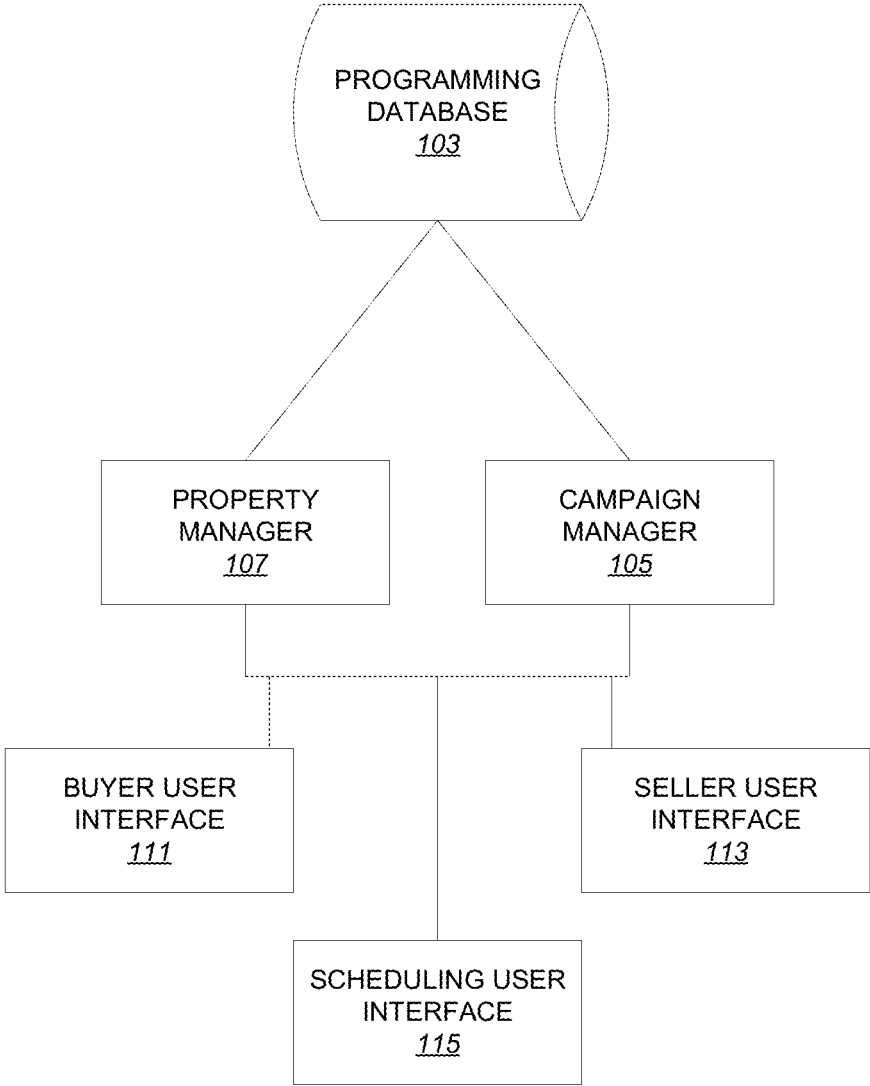 PROGRAMMING
DATABASE
103
PROPERTY
MANAGER
107
CAMPAIGN
MANAGER
105
BUYER USER
INTERFACE
111
SELLER USER
INTERFACE
113
SCHEDULING USER
INTERFACE
115